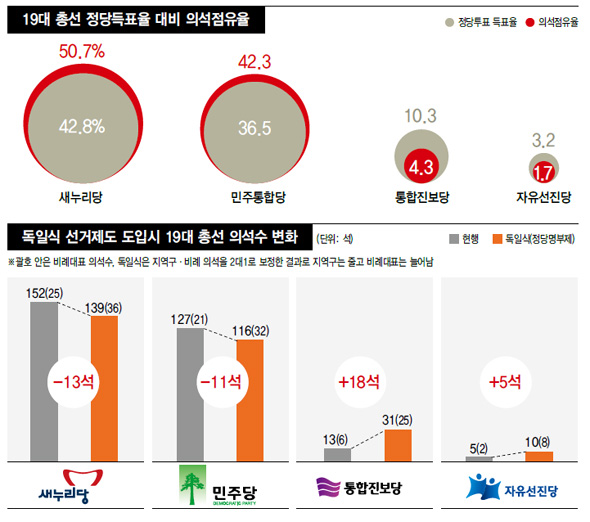 19대 총선 정당득표율 대비 의석점유율
정당투표 득표율 의석점유율
50.7% 42.3 10.3 3.2
42.8% 36.5 4.3 1.7
새누리당 민주통합당 통합진보당 자유선진당
독일식 선거제도 도입시 19대 총선 의석수 변화 (단위: 석) 현행 독일식(정당명부제)
※괄호 안은 비례대표 의석수, 독일식은 지역구·비례 의석을 2대1로 보정한 결과로 지역구는 줄고 비례대표는 늘어남
152(25) 139(36) 127(21) 116(32) 13(6) 31(25) 5(2) 10(8)
-13석 -11석 +18석 +5석
새누리당 민주당 통합진보당 자유선진당
DEMOCRATIC PARTY